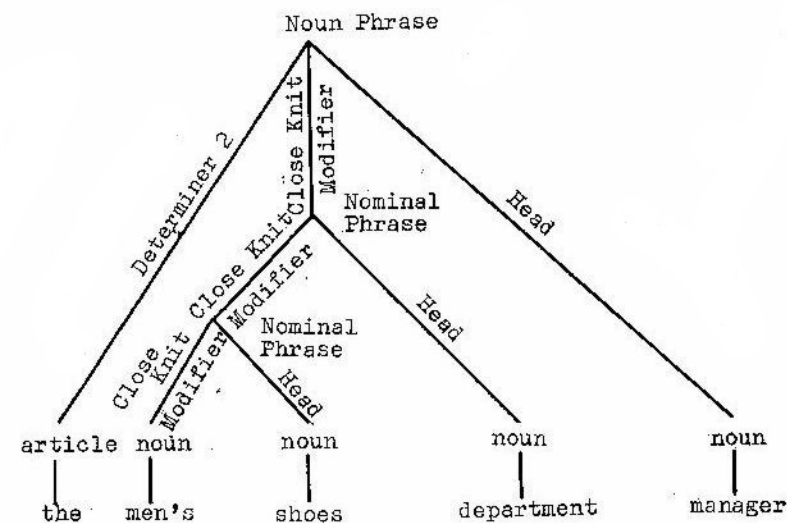 Noun Phrase
Determiner 2
Close Knit
Modifier
Head
Nominal
Phrase
Close Knit
Modifier
Head
Nominal
Phrase
Close
Knit
Modifier
Head
article noun noun noun noun
the men's shoes department manager